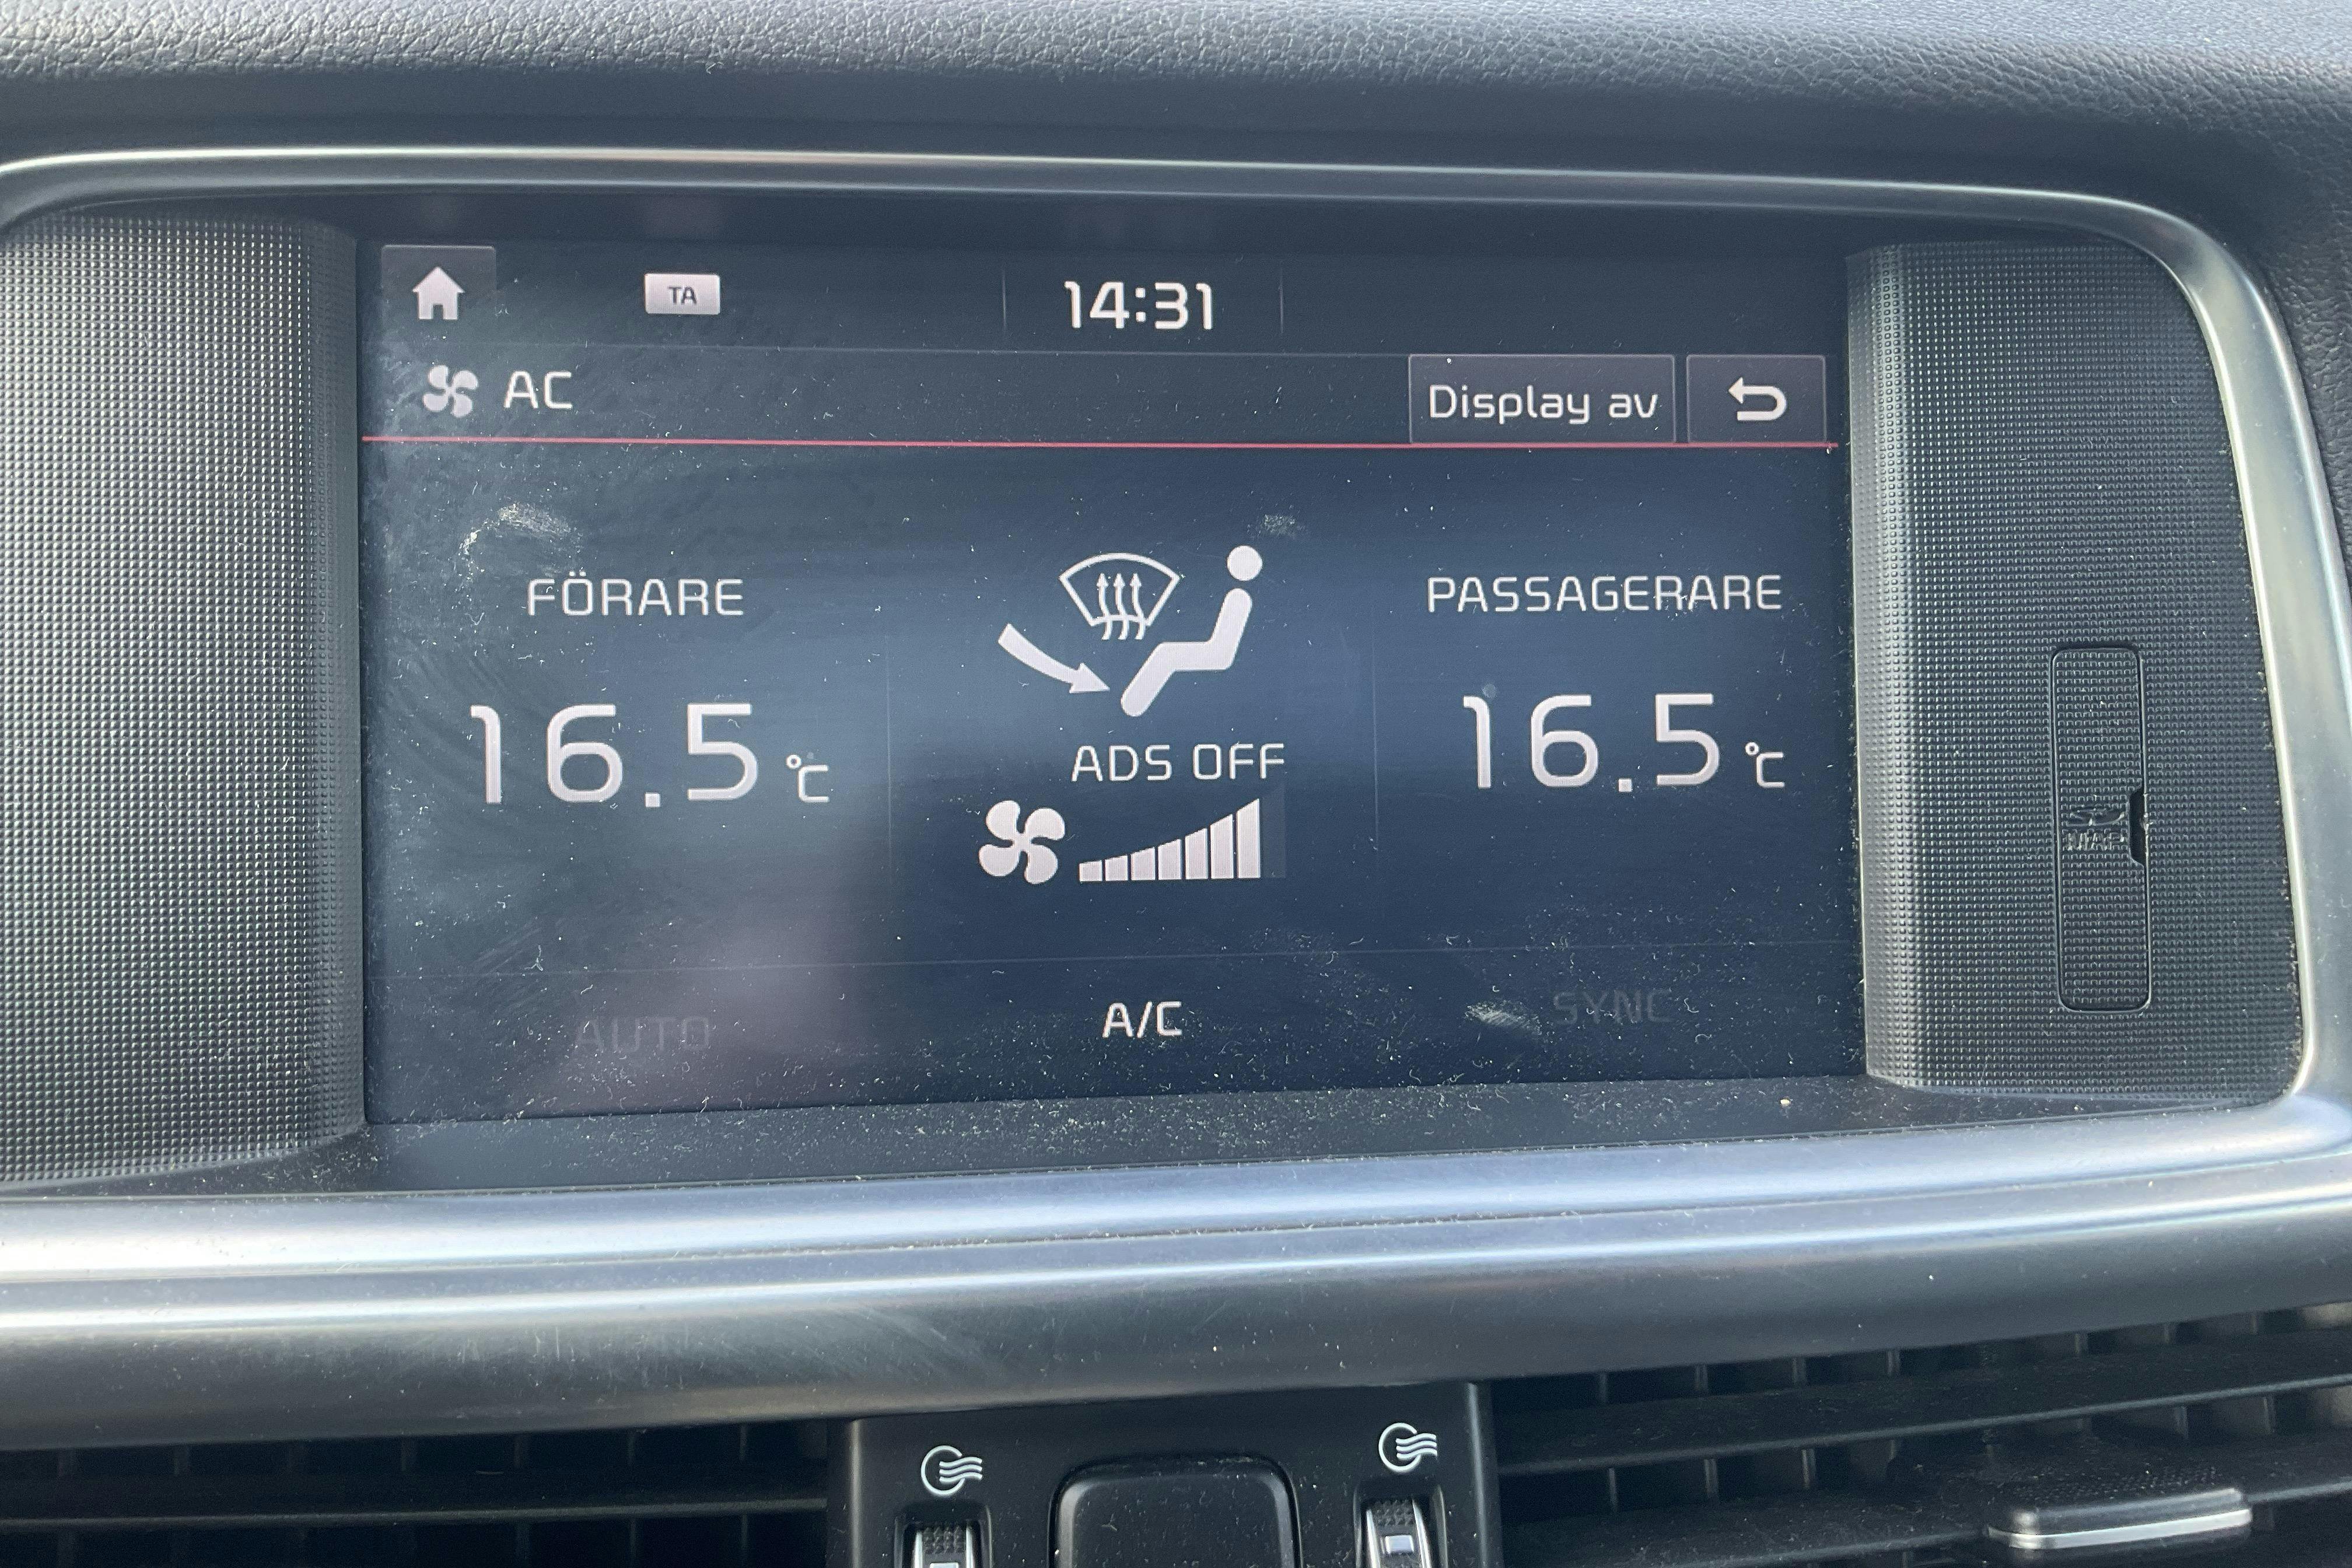 TA
14:31
AC
Display av
FÖRARE
PASSAGERARE
16.5 °C
16.5 °C
ADS OFF
AUTO
A/C
SYNC